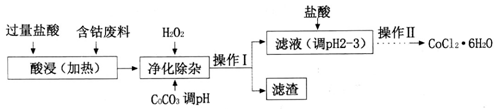 过量盐酸 含钴废料 H₂O₂ 盐酸
酸浸（加热） 净化除杂 操作Ⅰ 滤液（调pH2-3） 操作Ⅱ CoCl₂•6H₂O
CoCO₃ 调pH 滤渣